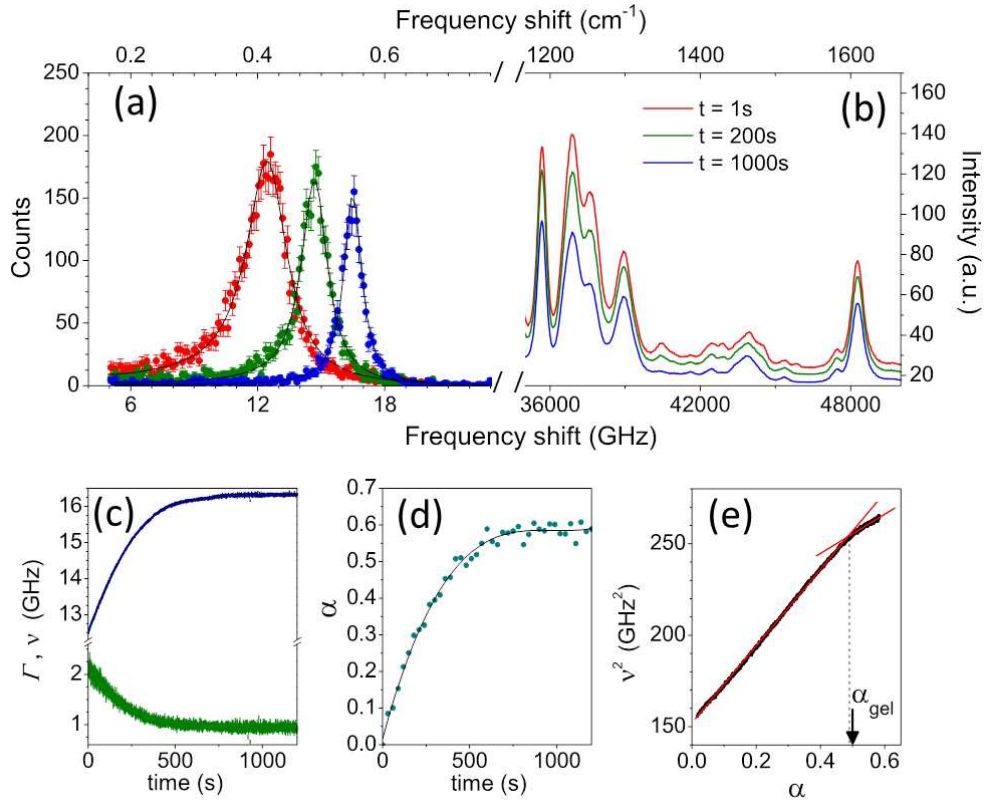 Frequency shift (cm-1)
0.2 0.4 0.6 1200 1400 1600
250 200 150 100 50 0
Counts
(a)
6 12 18
(b)
t = 1s
t = 200s
t = 1000s
160 140 120 100 80 60 40 20
Intensity (a.u.)
36000 42000 48000
Frequency shift (GHz)
(c)
16 15 14 13 2 1
Γ, ν (GHz)
0 500 1000
time (s)
(d)
0.7 0.6 0.5 0.4 0.3 0.2 0.1 0.0
α
0 500 1000
time (s)
(e)
250 200 150
ν2 (GHz2)
αgel
0.0 0.2 0.4 0.6
α